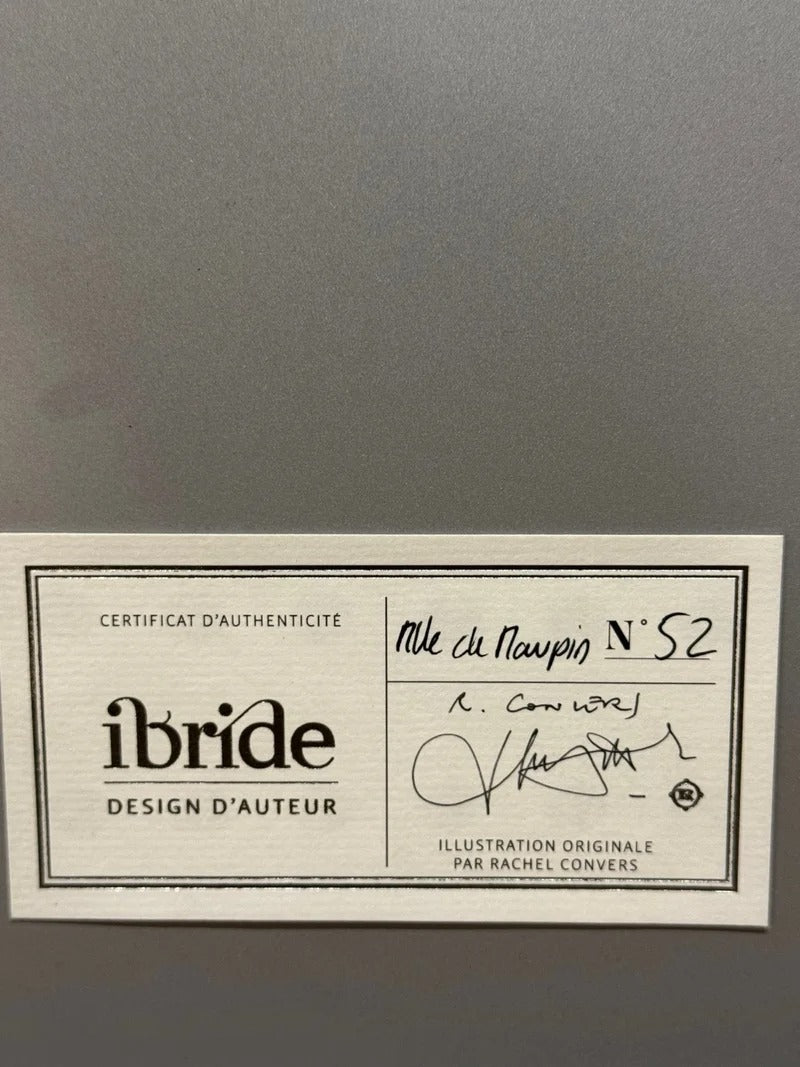 CERTIFICAT D'AUTHENTICITÉ
ibride
DESIGN D'AUTEUR
Mlle de Maupin N° 52
R. CONVERS
ILLUSTRATION ORIGINALE
PAR RACHEL CONVERS